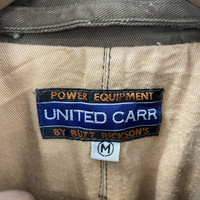 POWER EQUIPMENT
UNITED CARR
BY BUZZ RICKSON'S
M